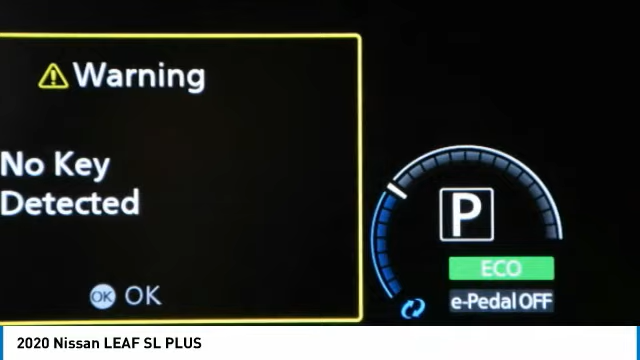 Warning
No Key
Detected
OK OK
P
ECO
e-Pedal OFF
2020 Nissan LEAF SL PLUS